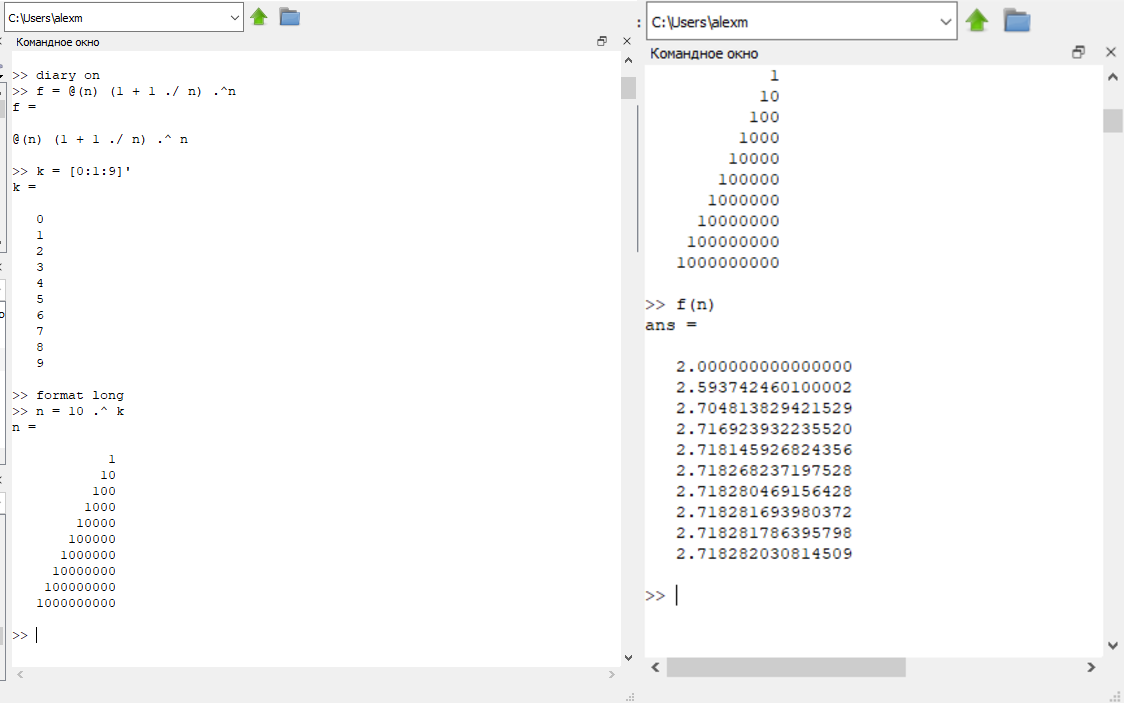 C:\Users\alexm
Командное окно
>> diary on
>> f = @(n) (1 + 1 ./ n) .^n
f =
@(n) (1 + 1 ./ n) .^ n
>> k = [0:1:9]'
k =
0
1
2
3
4
5
6
7
8
9
>> format long
>> n = 10 .^ k
n =
1
10
100
1000
10000
100000
1000000
10000000
100000000
1000000000
>>
C:\Users\alexm
Командное окно
1
10
100
1000
10000
100000
1000000
10000000
100000000
1000000000
>> f(n)
ans =
2.000000000000000
2.593742460100002
2.704813829421529
2.716923932235520
2.718145926824356
2.718268237197528
2.718280469156428
2.718281693980372
2.718281786395798
2.718282030814509
>>